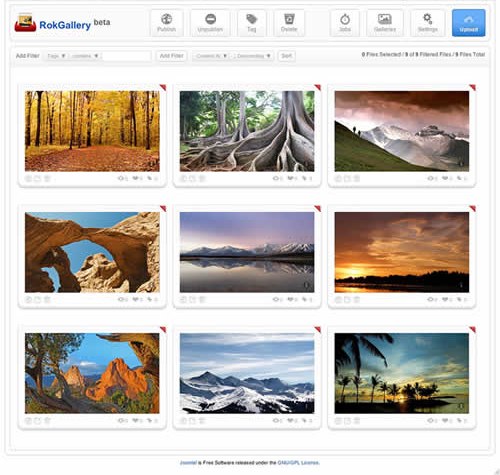 RokGallery beta
Publish
Unpublish
Tag
Delete
Jobs
Galleries
Settings
Upload
Add Filter
Tags
contains
Add Filter
Created At
Descending
Sort
0 Files Selected / 9 of 9 Filtered Files / 9 Files Total
joomla! is Free Software released under the GNU/GPL License.